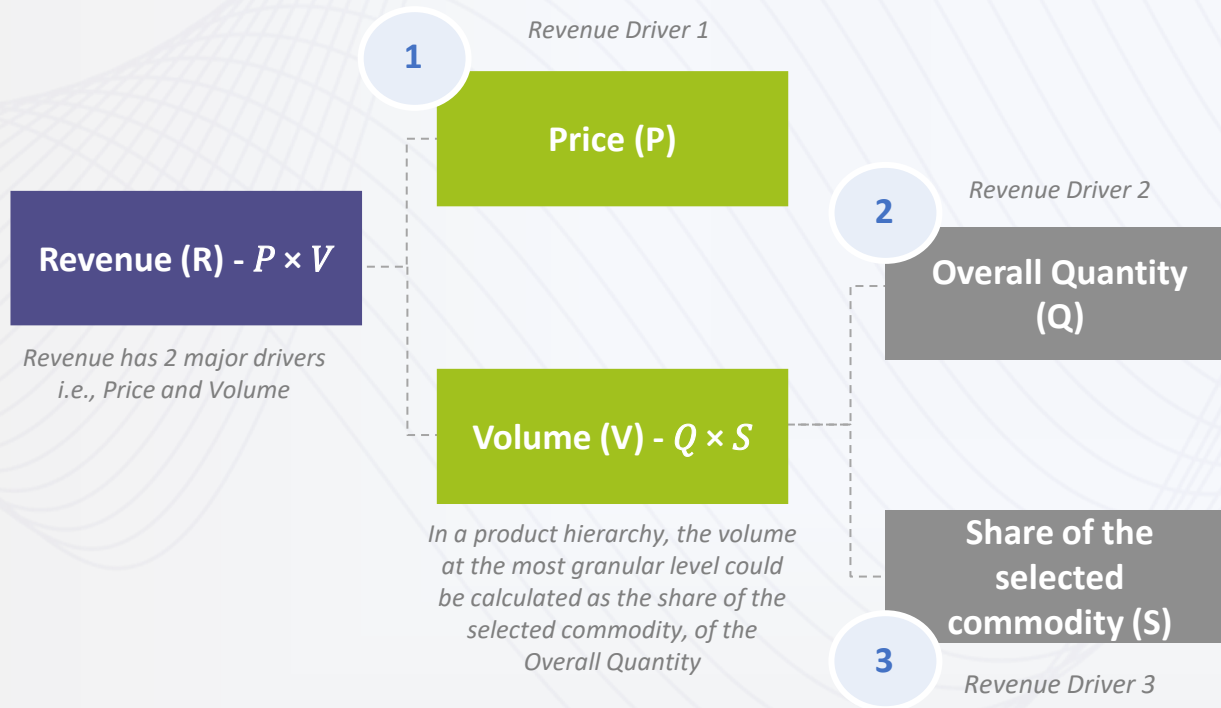 Revenue Driver 1
1
Price (P)
Revenue (R) - P × V
Revenue has 2 major drivers
i.e., Price and Volume
Volume (V) - Q × S
In a product hierarchy, the volume
at the most granular level could
be calculated as the share of the
selected commodity, of the
Overall Quantity
Revenue Driver 2
2
Overall Quantity
(Q)
Share of the
selected
commodity (S)
3
Revenue Driver 3